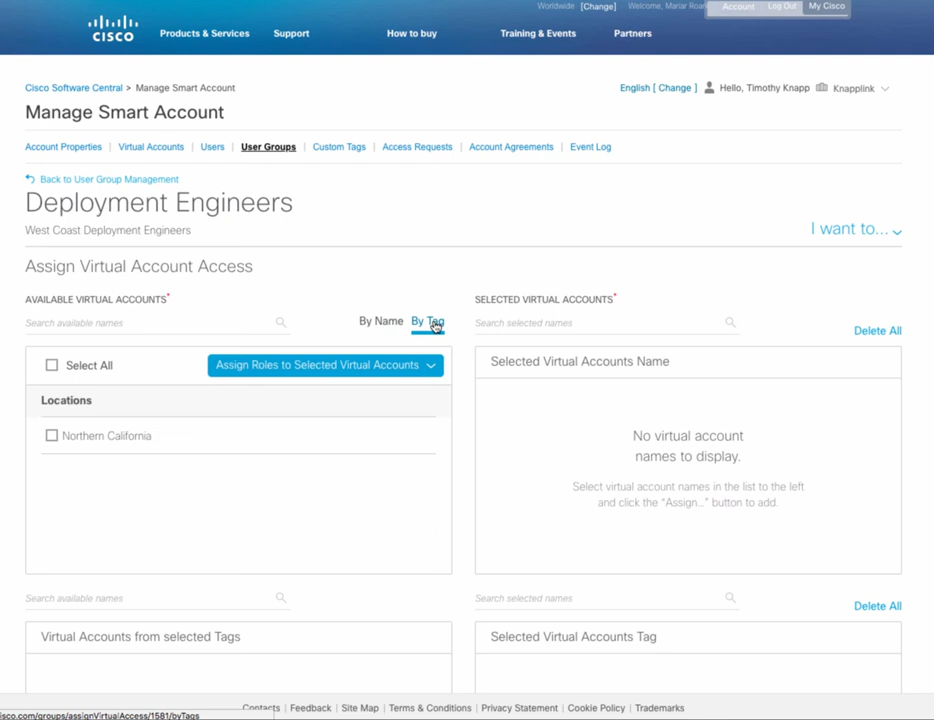 Worldwide [Change] Welcome, Mariar Roan Account Log Out My Cisco
CISCO
Products & Services Support How to buy Training & Events Partners
Cisco Software Central > Manage Smart Account
English [ Change ] Hello, Timothy Knapp Knapplink
Manage Smart Account
Account Properties | Virtual Accounts | Users | User Groups | Custom Tags | Access Requests | Account Agreements | Event Log
Back to User Group Management
Deployment Engineers
West Coast Deployment Engineers
I want to...
Assign Virtual Account Access
AVAILABLE VIRTUAL ACCOUNTS*
Search available names
By Name By Tag
Select All Assign Roles to Selected Virtual Accounts
Locations
Northern California
SELECTED VIRTUAL ACCOUNTS*
Search selected names
Delete All
Selected Virtual Accounts Name
No virtual account
names to display.
Select virtual account names in the list to the left
and click the “Assign...” button to add.
Search available names
Virtual Accounts from selected Tags
Search selected names
Delete All
Selected Virtual Accounts Tag
Contacts | Feedback | Site Map | Terms & Conditions | Privacy Statement | Cookie Policy | Trademarks
isco.com/groups/assignVirtualAccess/1581/byTags